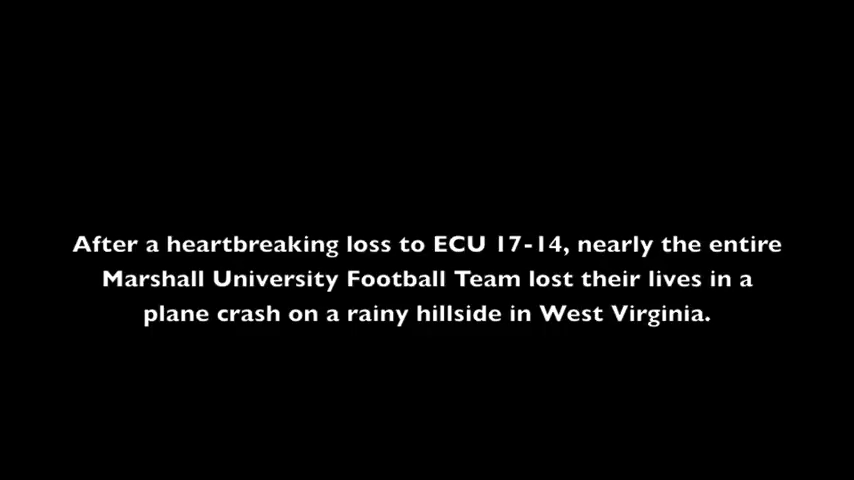 After a heartbreaking loss to ECU 17-14, nearly the entire
Marshall University Football Team lost their lives in a
plane crash on a rainy hillside in West Virginia.